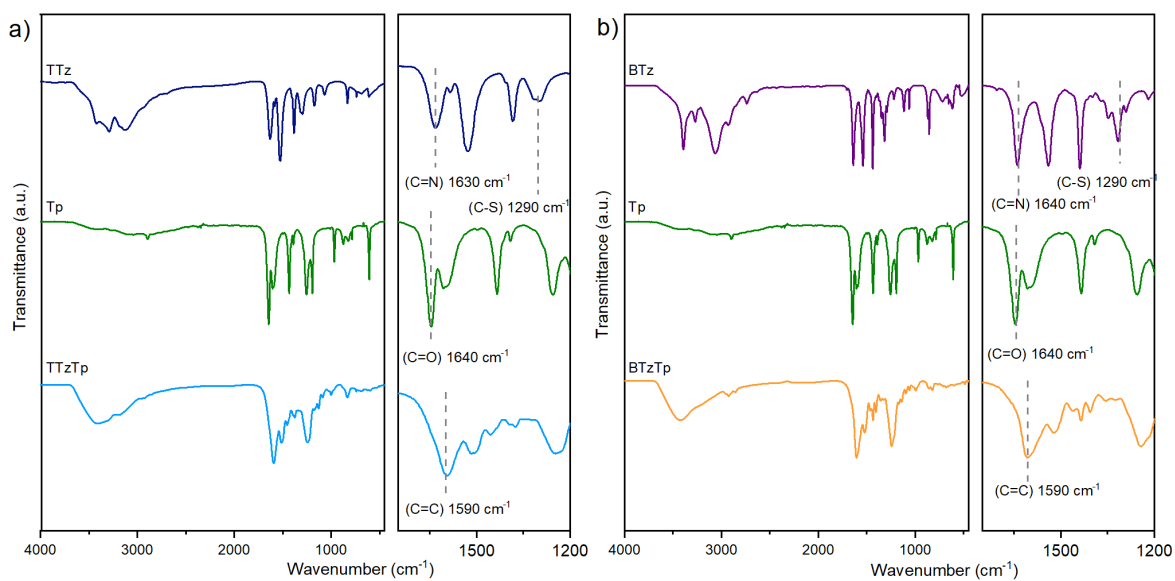 a)
TTz
(C=N) 1630 cm⁻¹
(C-S) 1290 cm⁻¹
Tp
(C=O) 1640 cm⁻¹
TTzTp
(C=C) 1590 cm⁻¹
Transmittance (a.u.)
4000 3000 2000 1000 1500 1200
Wavenumber (cm⁻¹)
b)
BTz
(C-S) 1290 cm⁻¹
(C=N) 1640 cm⁻¹
Tp
(C=O) 1640 cm⁻¹
BTzTp
(C=C) 1590 cm⁻¹
Transmittance (a.u.)
4000 3000 2000 1000 1500 1200
Wavenumber (cm⁻¹)